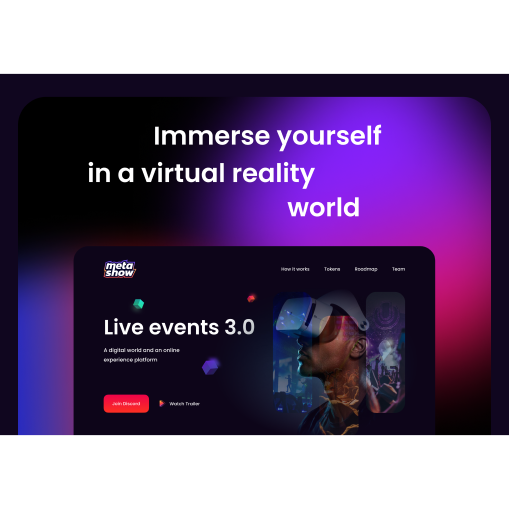 Immerse yourself
in a virtual reality
world
meta
show
How it works
Tokens
Roadmap
Team
Live events 3.0
A digital world and an online
experience platform
Join Discord
Watch Trailer